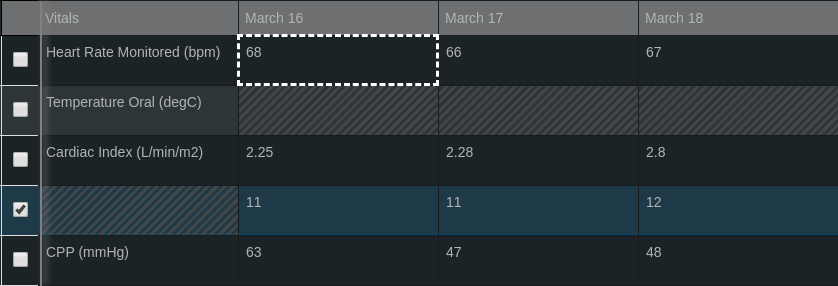 Vitals March 16 March 17 March 18
Heart Rate Monitored (bpm) 68 66 67
Temperature Oral (degC)
Cardiac Index (L/min/m2) 2.25 2.28 2.8
11 11 12
CPP (mmHg) 63 47 48